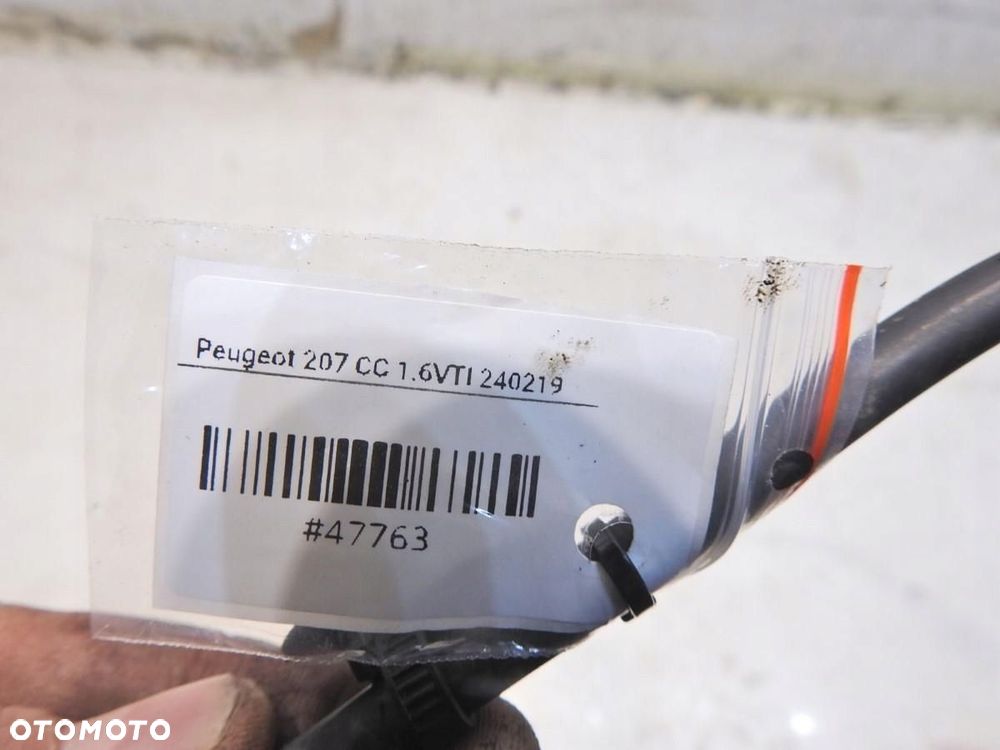 Peugeot 207 CC 1.6VTI 240219
#47763
OTOMOTO